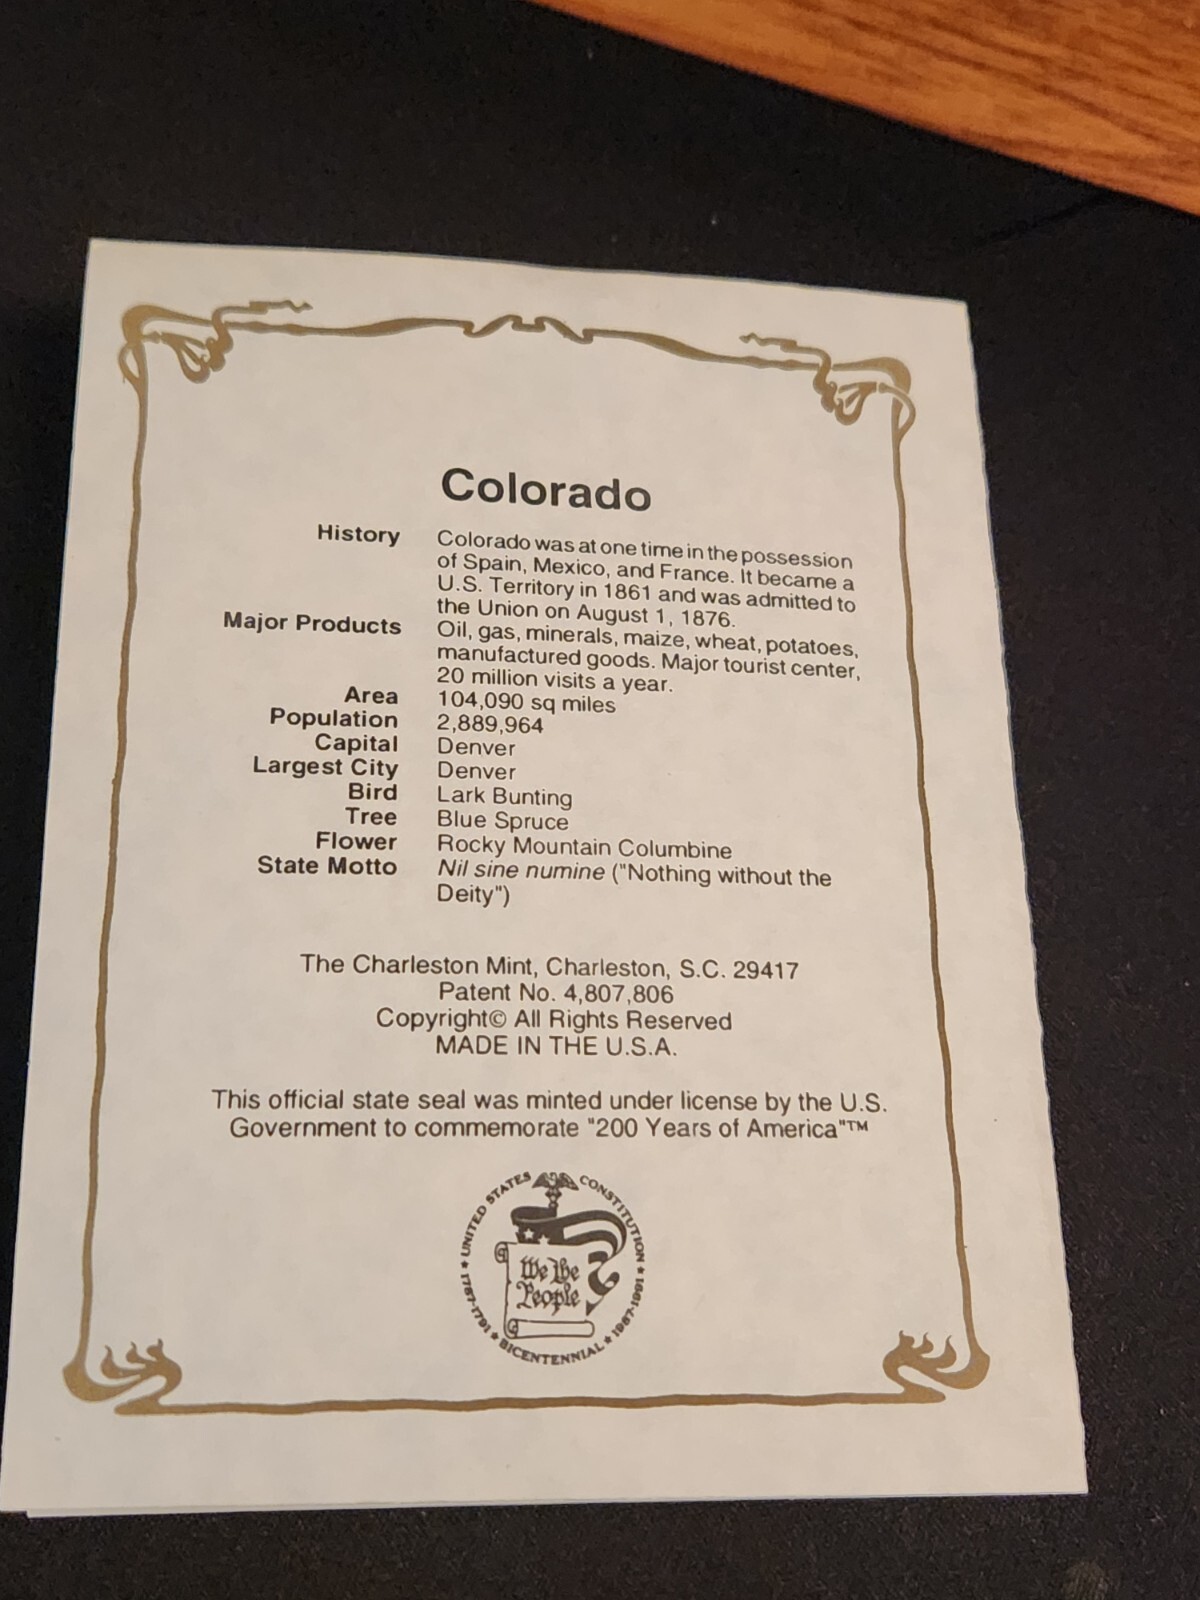 Colorado
History Colorado was at one time in the possession
of Spain, Mexico, and France. It became a
U.S. Territory in 1861 and was admitted to
the Union on August 1, 1876.
Major Products Oil, gas, minerals, maize, wheat, potatoes,
manufactured goods. Major tourist center,
20 million visits a year.
Area 104,090 sq miles
Population 2,889,964
Capital Denver
Largest City Denver
Bird Lark Bunting
Tree Blue Spruce
Flower Rocky Mountain Columbine
State Motto Nil sine numine ("Nothing without the
Deity")
The Charleston Mint, Charleston, S.C. 29417
Patent No. 4,807,806
Copyright© All Rights Reserved
MADE IN THE U.S.A.
This official state seal was minted under license by the U.S.
Government to commemorate "200 Years of America"™
★ UNITED STATES CONSTITUTION ★
1787-1791 ★ BICENTENNIAL ★ 1987-1991
We the
People